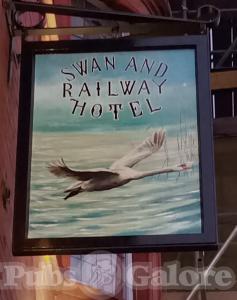 SWAN AND
RAILWAY
HOTEL
Pubs Galore